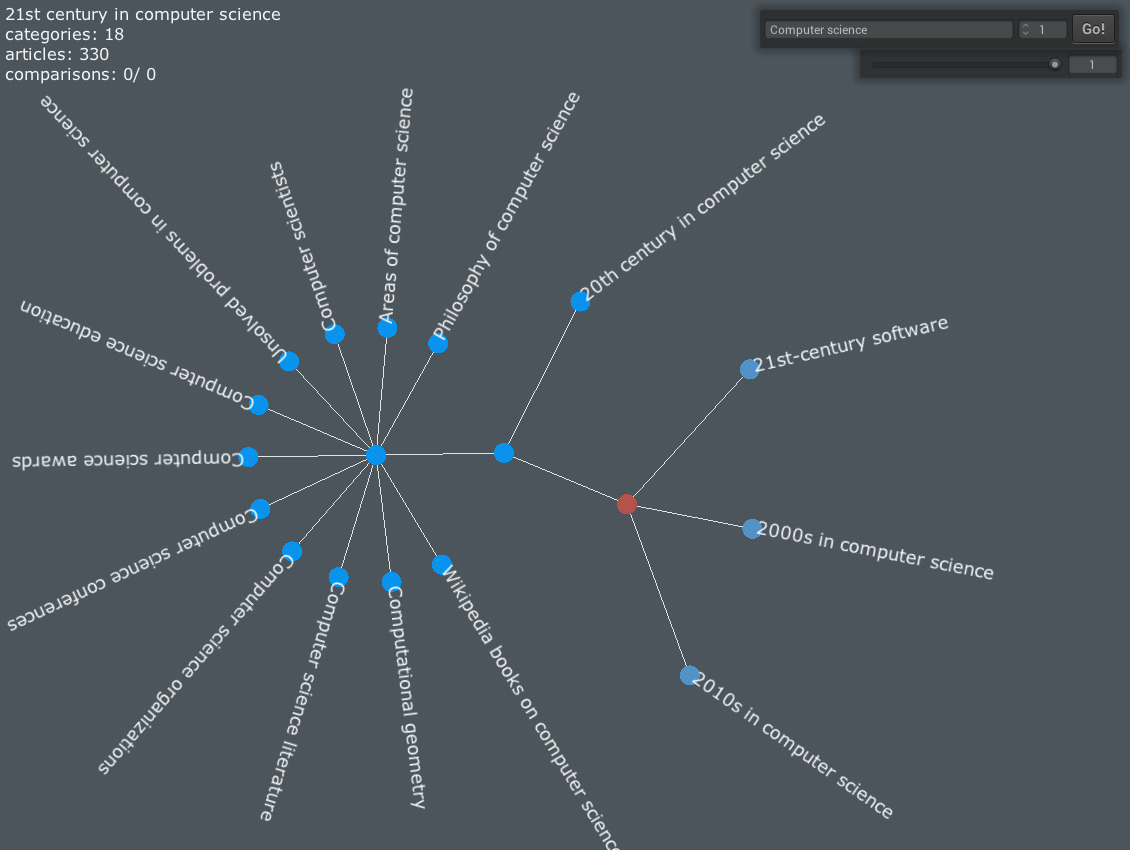 21st century in computer science
categories: 18
articles: 330
comparisons: 0/ 0
Computer science
1
Go!
1
Unsolved problems in computer science
Computer scientists
Areas of computer science
Philosophy of computer science
20th century in computer science
21st-century software
Computer science education
Computer science awards
Computer science conferences
Computer science organizations
Computer science literature
Computational geometry
Wikipedia books on computer science
2000s in computer science
2010s in computer science